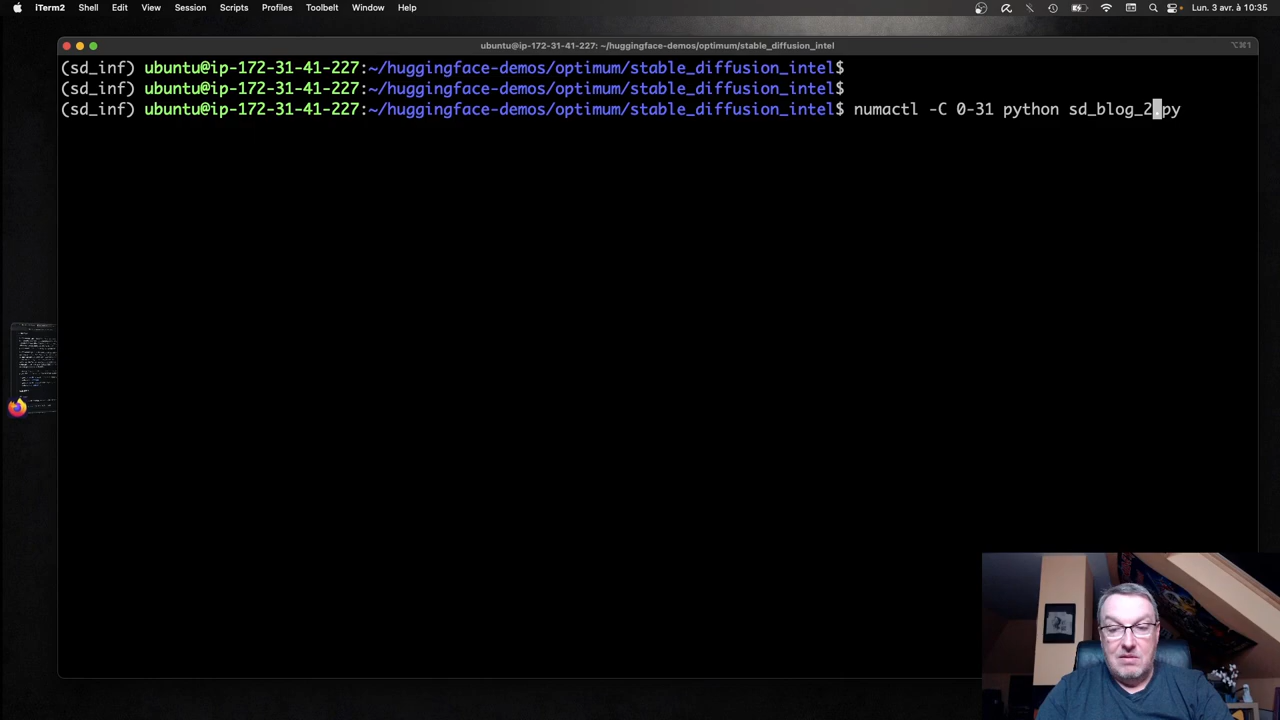 iTerm2 Shell Edit View Session Scripts Profiles Toolbelt Window Help Lun. 3 avr. à 10:35
ubuntu@ip-172-31-41-227: ~/huggingface-demos/optimum/stable_diffusion_intel ⌥⌘1
(sd_inf) ubuntu@ip-172-31-41-227:~/huggingface-demos/optimum/stable_diffusion_intel$
(sd_inf) ubuntu@ip-172-31-41-227:~/huggingface-demos/optimum/stable_diffusion_intel$
(sd_inf) ubuntu@ip-172-31-41-227:~/huggingface-demos/optimum/stable_diffusion_intel$ numactl -C 0-31 python sd_blog_2.py